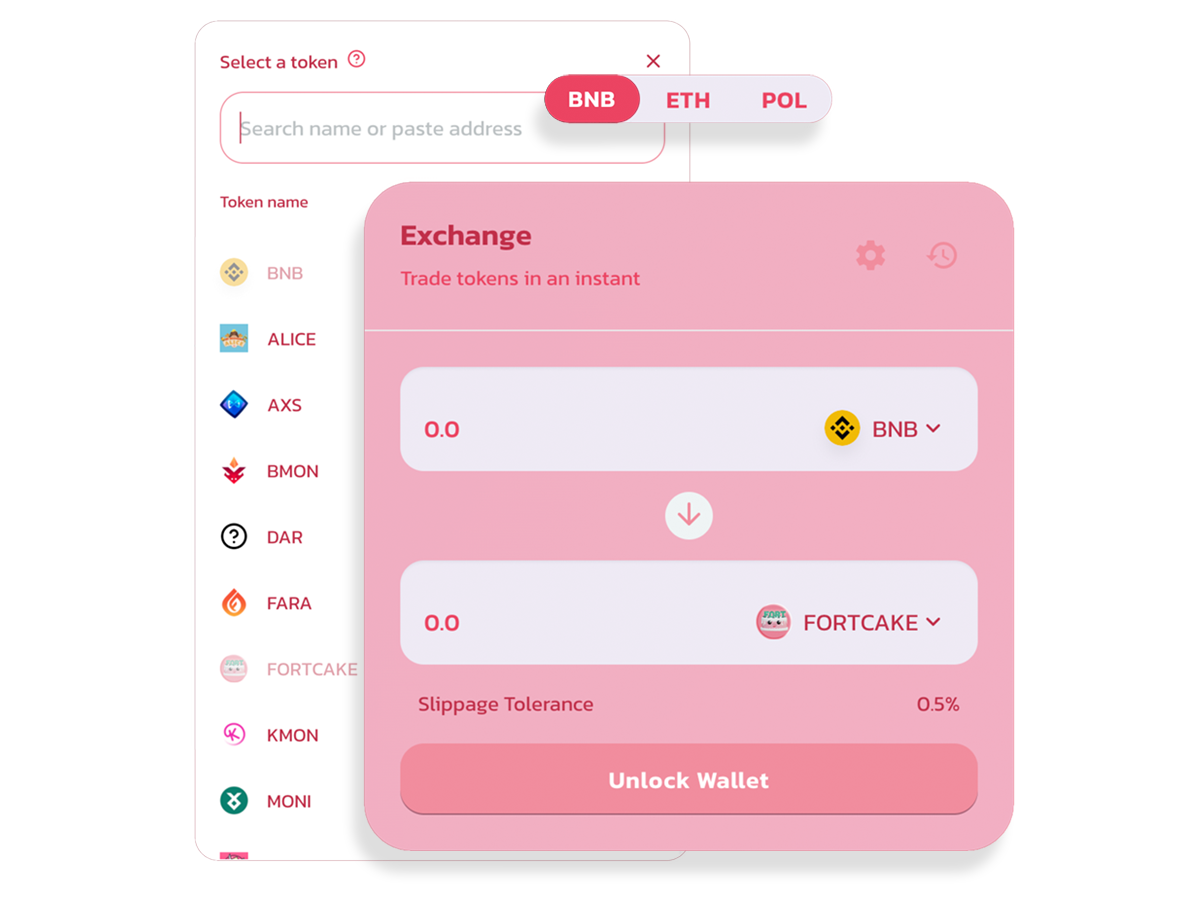 Select a token
BNB ETH POL
Search name or paste address
Token name
BNB
ALICE
AXS
BMON
DAR
FARA
FORTCAKE
KMON
MONI
Exchange
Trade tokens in an instant
0.0 BNB
0.0 FORTCAKE
Slippage Tolerance 0.5%
Unlock Wallet